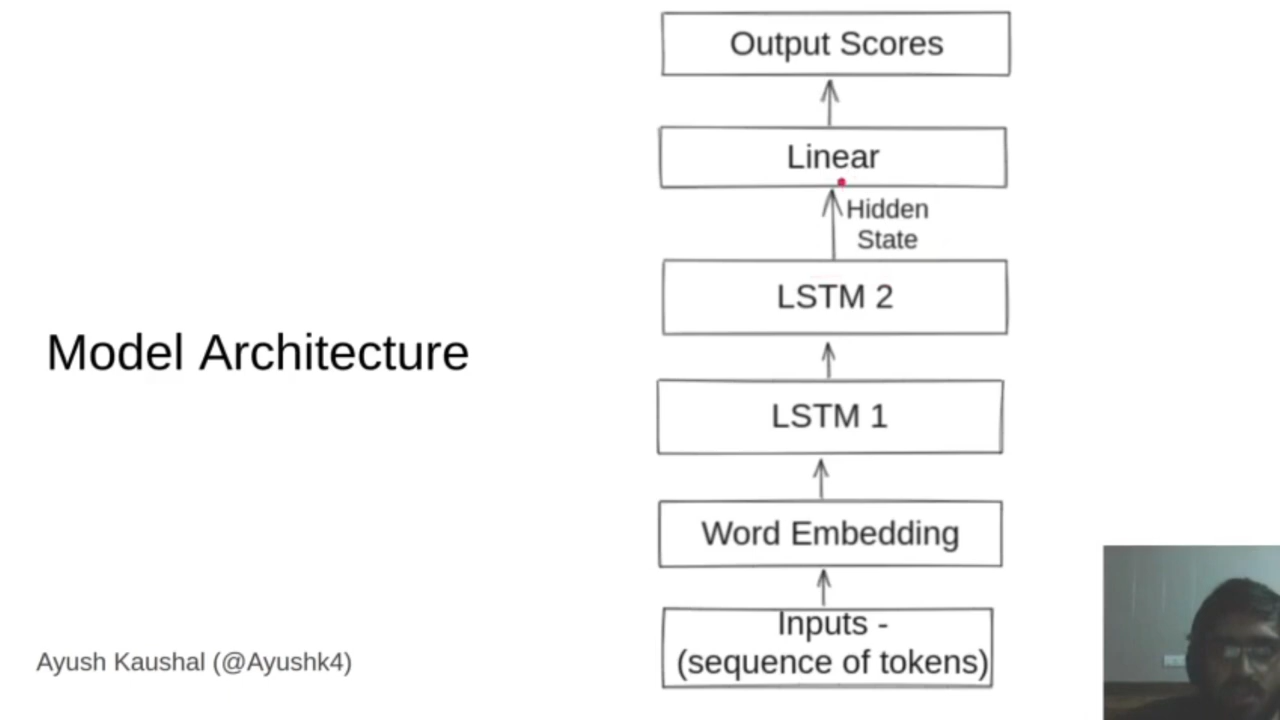 Output Scores
Linear
Hidden
State
LSTM 2
Model Architecture
LSTM 1
Word Embedding
Inputs -
(sequence of tokens)
Ayush Kaushal (@Ayushk4)